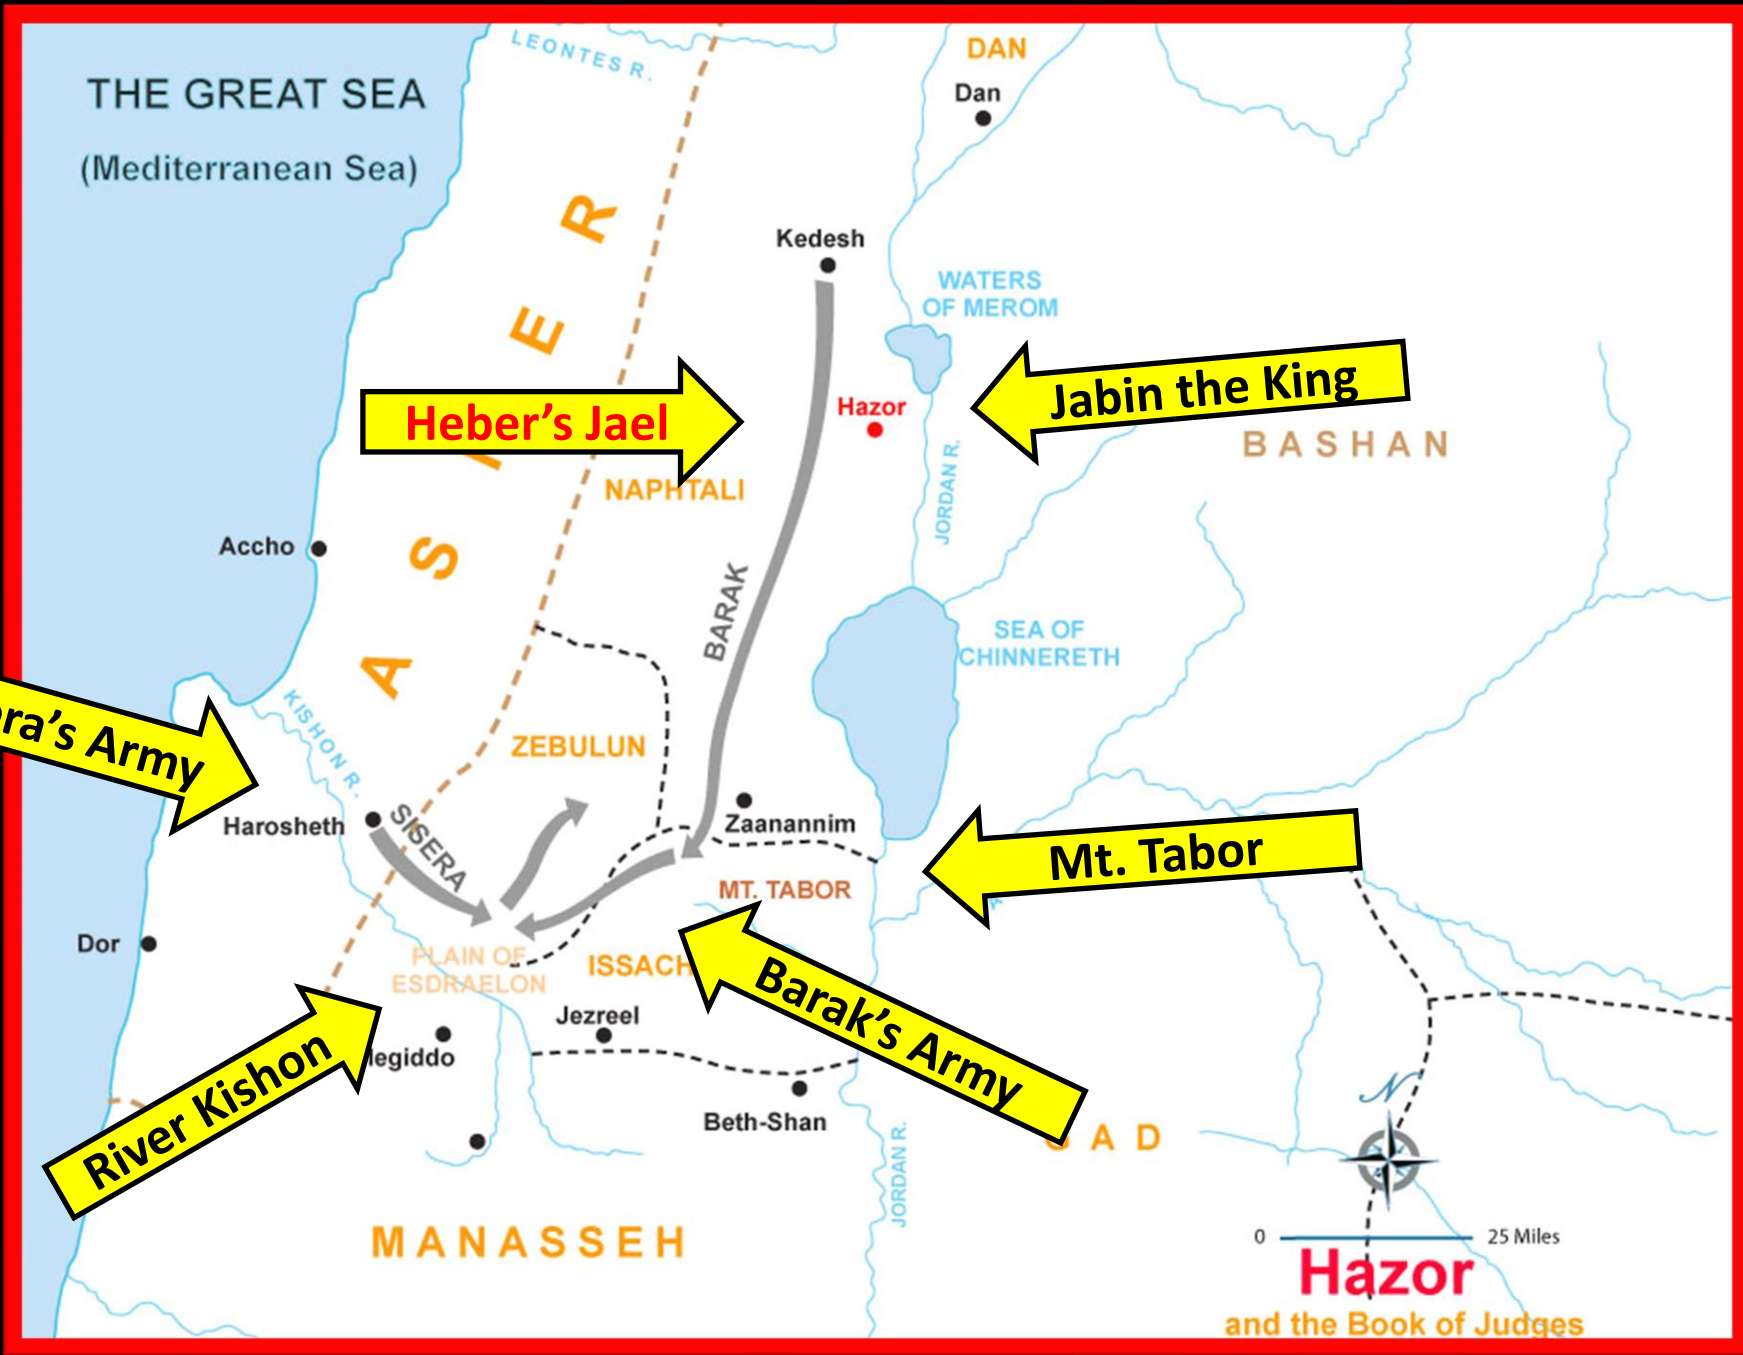 LEONTES R.
DAN
THE GREAT SEA
Dan
(Mediterranean Sea)
A S E R
Kedesh
WATERS
OF MEROM
Jabin the King
Heber's Jael
Hazor
BASHAN
NAPHTALI
JORDAN R.
Accho
BARAK
SEA OF
CHINNERETH
Army
KISHON R.
ZEBULUN
Harosheth
SISERA
Zaanannim
Mt. Tabor
MT. TABOR
Dor
PLAIN OF
ESDRAELON
ISSACH
Barak's Army
Jezreel
River Kishon
egiddo
Beth-Shan
GAD
N
JORDAN R.
MANASSEH
0 25 Miles
Hazor
and the Book of Judges